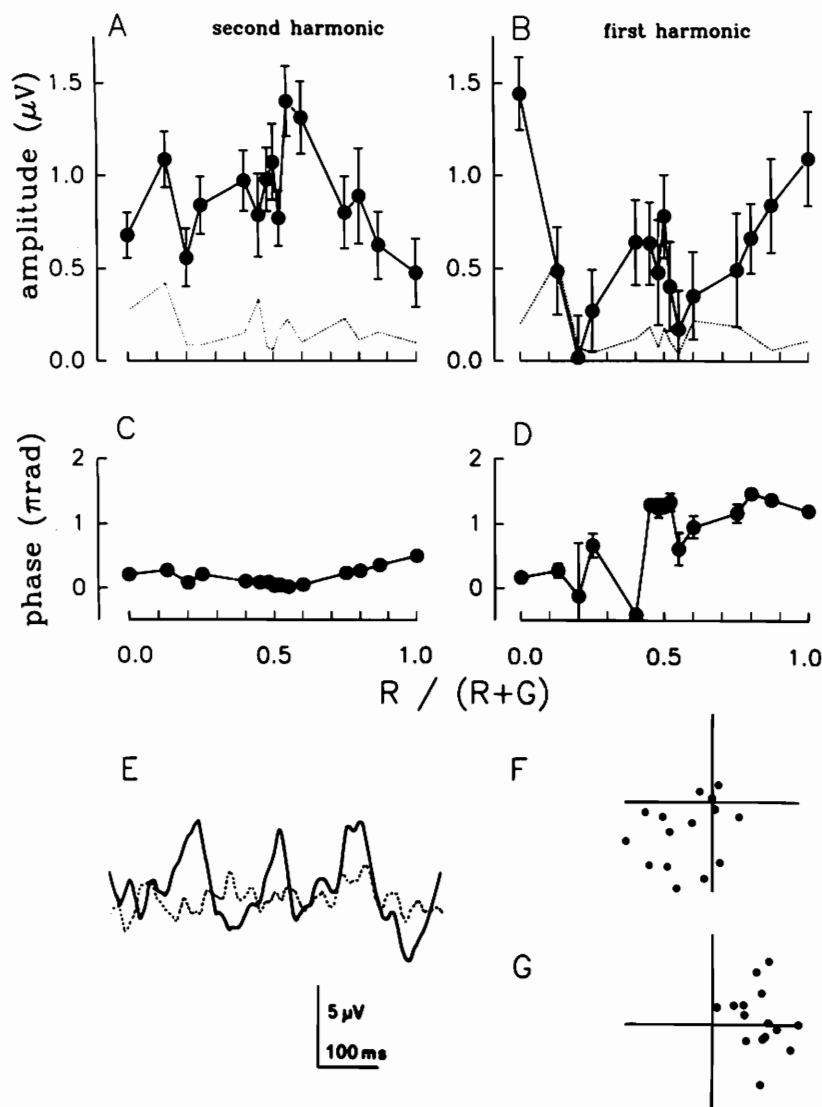 A
second harmonic
B
first harmonic
amplitude (μV)
1.5
1.0
0.5
0.0
1.5
1.0
0.5
0.0
C
D
phase (πrad)
2
1
0
2
1
0
0.0
0.5
1.0
0.0
0.5
1.0
R / (R+G)
E
F
G
5 μV
100 ms